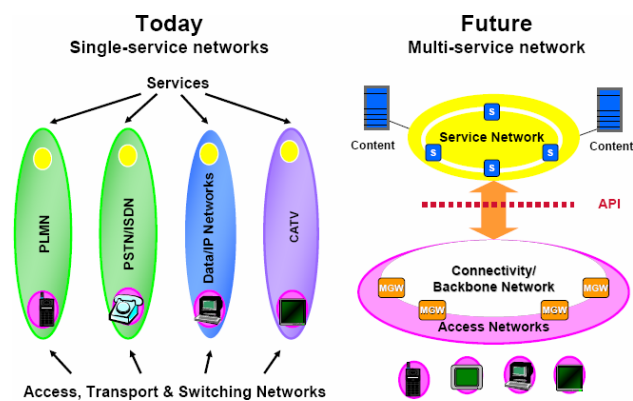 Today
Single-service networks
Services
PLMN
PSTN/ISDN
Data/IP Networks
CATV
Access, Transport & Switching Networks
Future
Multi-service network
S
Service Network
S
S
S
Content
Content
API
Connectivity/
Backbone Network
MGW
MGW
MGW
MGW
Access Networks